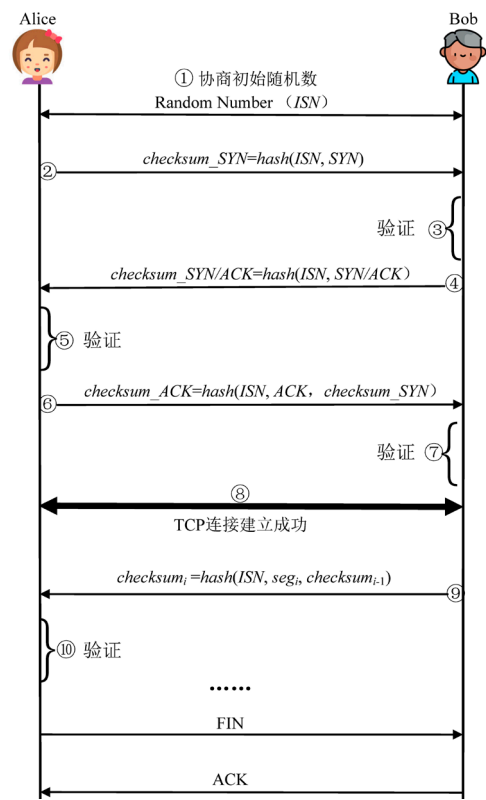 Alice
Bob
① 协商初始随机数
Random Number （ISN）
② checksum_SYN=hash(ISN, SYN)
验证 ③
checksum_SYN/ACK=hash(ISN, SYN/ACK） ④
⑤ 验证
⑥ checksum_ACK=hash(ISN, ACK，checksum_SYN）
验证 ⑦
⑧
TCP连接建立成功
checksumᵢ =hash(ISN, segᵢ, checksumᵢ₋₁) ⑨
⑩ 验证
……
FIN
ACK